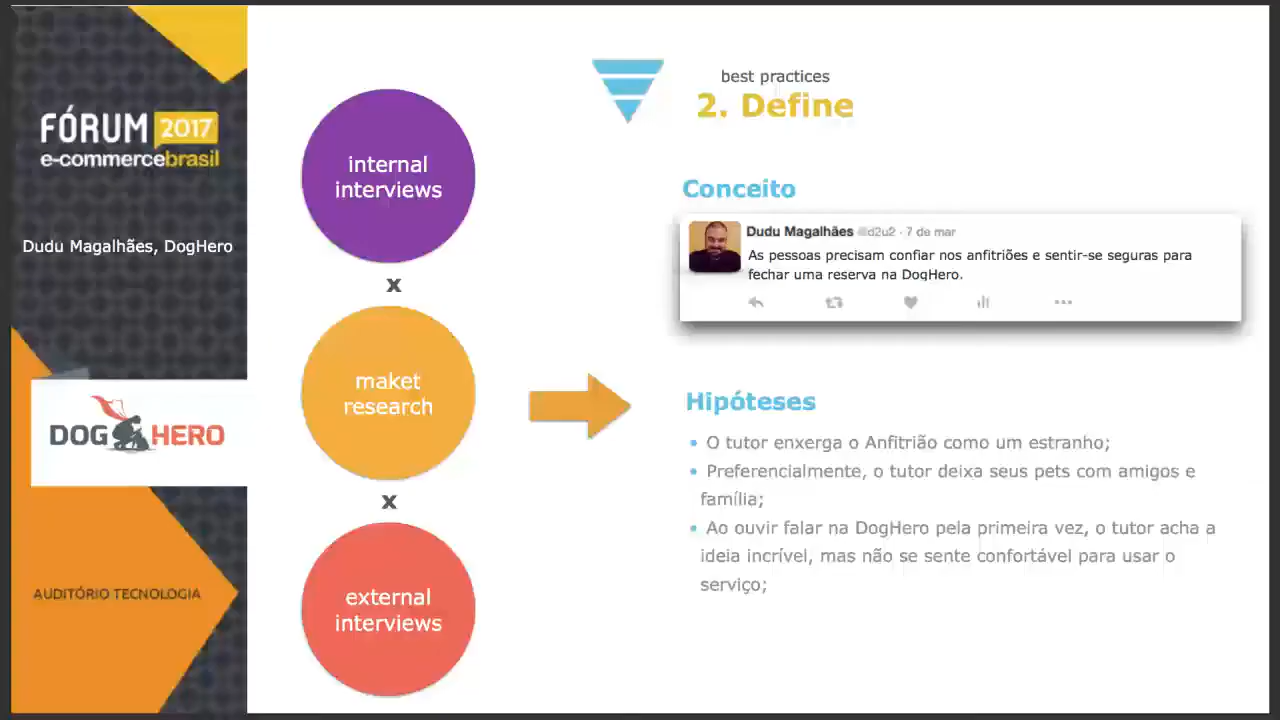 FÓRUM 2017
e-commercebrasil
Dudu Magalhães, DogHero
DOG HERO
AUDITÓRIO TECNOLOGIA
internal
interviews
x
maket
research
x
external
interviews
best practices
2. Define
Conceito
Dudu Magalhães @d2u2 · 7 de mar
As pessoas precisam confiar nos anfitriões e sentir-se seguras para
fechar uma reserva na DogHero.
Hipóteses
• O tutor enxerga o Anfitrião como um estranho;
• Preferencialmente, o tutor deixa seus pets com amigos e
família;
• Ao ouvir falar na DogHero pela primeira vez, o tutor acha a
ideia incrível, mas não se sente confortável para usar o
serviço;